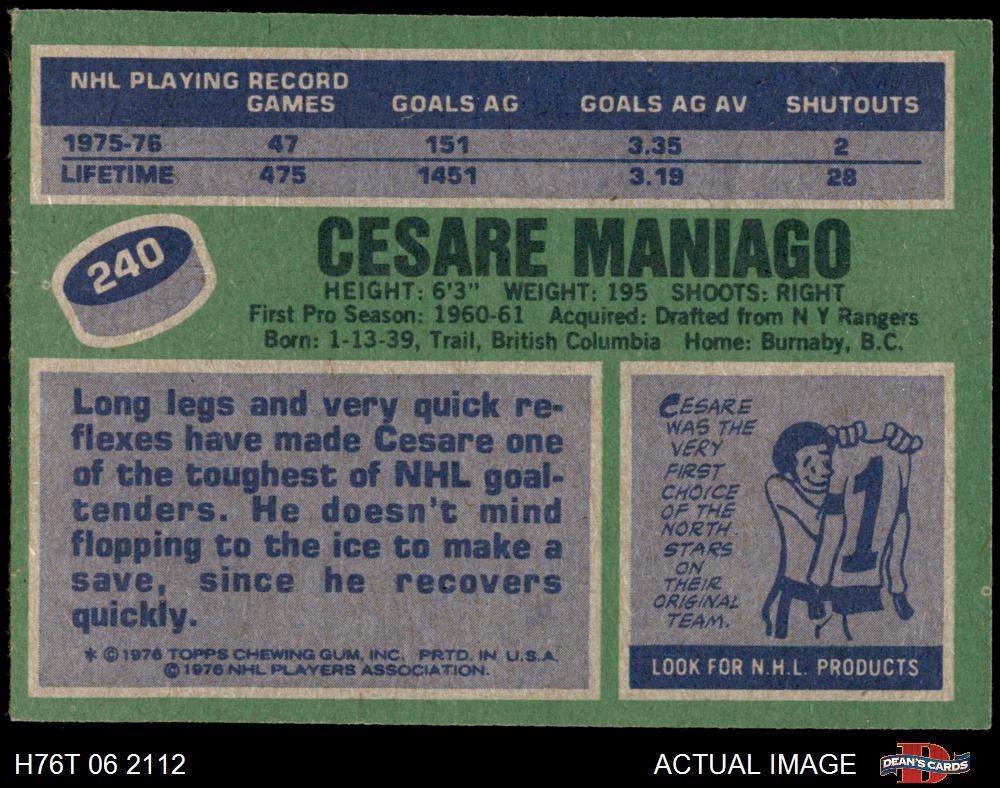 NHL PLAYING RECORD
GAMES GOALS AG GOALS AG AV SHUTOUTS
1975-76 47 151 3.35 2
LIFETIME 475 1451 3.19 28
240
CESARE MANIAGO
HEIGHT: 6'3" WEIGHT: 195 SHOOTS: RIGHT
First Pro Season: 1960-61 Acquired: Drafted from N Y Rangers
Born: 1-13-39, Trail, British Columbia Home: Burnaby, B.C.
Long legs and very quick re-
flexes have made Cesare one
of the toughest of NHL goal-
tenders. He doesn't mind
flopping to the ice to make a
save, since he recovers
quickly.
* © 1976 TOPPS CHEWING GUM, INC. PRTD. IN U.S.A.
© 1976 NHL PLAYERS ASSOCIATION.
CESARE
WAS THE
VERY
FIRST
CHOICE
OF THE
NORTH
STARS
ON
THEIR
ORIGINAL
TEAM.
1
LOOK FOR N.H.L. PRODUCTS
H76T 06 2112 ACTUAL IMAGE
D
DEAN'S CARDS